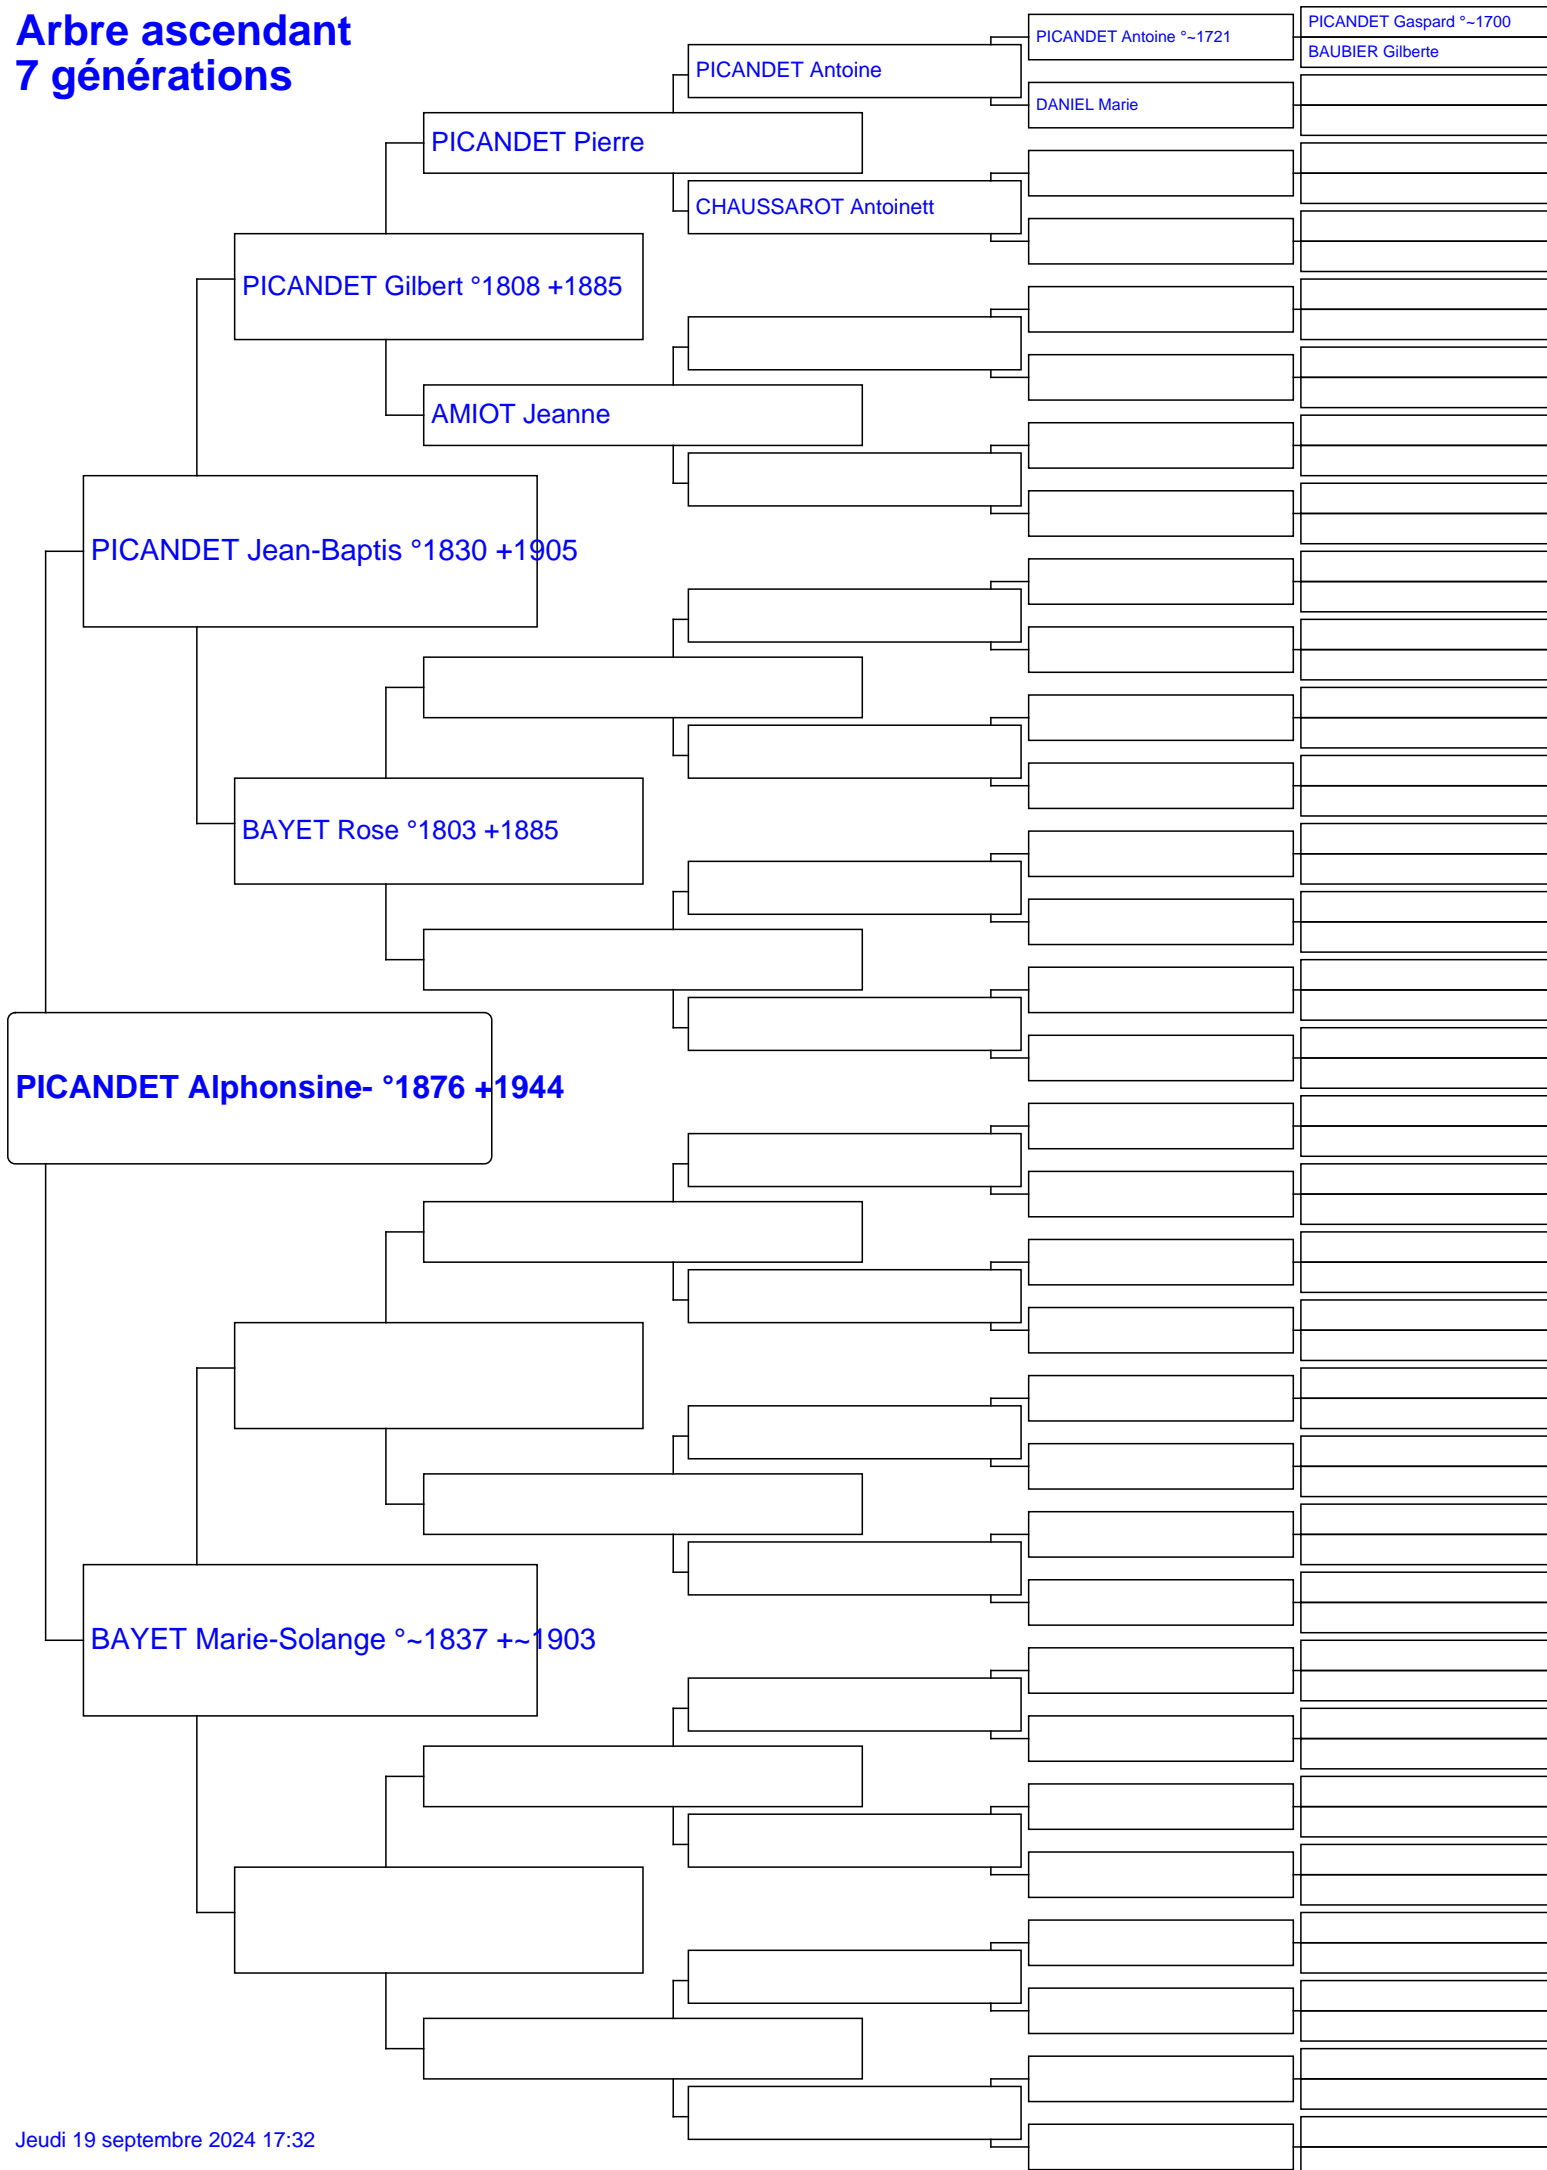 Arbre ascendant
7 générations
PICANDET Gaspard °~1700
PICANDET Antoine °~1721
BAUBIER Gilberte
PICANDET Antoine
DANIEL Marie
PICANDET Pierre
CHAUSSAROT Antoinett
PICANDET Gilbert °1808 +1885
AMIOT Jeanne
PICANDET Jean-Baptis °1830 +1905
BAYET Rose °1803 +1885
PICANDET Alphonsine- °1876 +1944
BAYET Marie-Solange °~1837 +~1903
Jeudi 19 septembre 2024 17:32